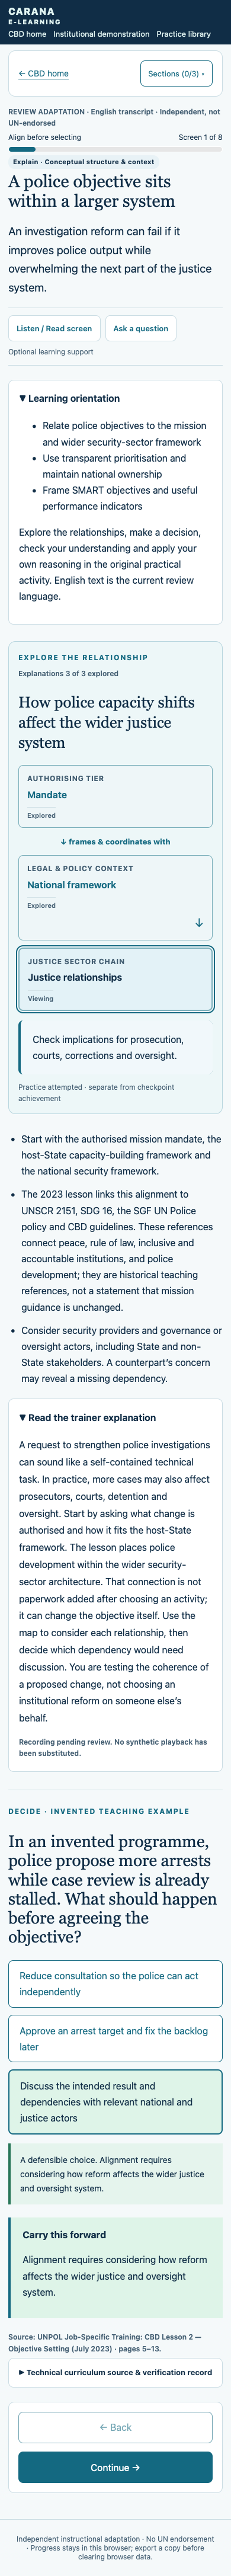 CARANA
E-LEARNING
CBD home Institutional demonstration Practice library
← CBD home
Sections (0/3) •
REVIEW ADAPTATION · English transcript · Independent, not
UN-endorsed
Align before selecting
Screen 1 of 8
Explain · Conceptual structure & context
A police objective sits
within a larger system
An investigation reform can fail if it
improves police output while
overwhelming the next part of the justice
system.
Listen / Read screen
Ask a question
Optional learning support
▼ Learning orientation
• Relate police objectives to the mission
and wider security-sector framework
• Use transparent prioritisation and
maintain national ownership
• Frame SMART objectives and useful
performance indicators
Explore the relationships, make a decision,
check your understanding and apply your
own reasoning in the original practical
activity. English text is the current review
language.
EXPLORE THE RELATIONSHIP
Explanations 3 of 3 explored
How police capacity shifts
affect the wider justice
system
AUTHORISING TIER
Mandate
Explored
↓ frames & coordinates with
LEGAL & POLICY CONTEXT
National framework
Explored
↓
JUSTICE SECTOR CHAIN
Justice relationships
Viewing
Check implications for prosecution,
courts, corrections and oversight.
Practice attempted · separate from checkpoint
achievement
• Start with the authorised mission mandate, the
host-State capacity-building framework and
the national security framework.
• The 2023 lesson links this alignment to
UNSCR 2151, SDG 16, the SGF UN Police
policy and CBD guidelines. These references
connect peace, rule of law, inclusive and
accountable institutions, and police
development; they are historical teaching
references, not a statement that mission
guidance is unchanged.
• Consider security providers and governance or
oversight actors, including State and non-
State stakeholders. A counterpart's concern
may reveal a missing dependency.
▼ Read the trainer explanation
A request to strengthen police investigations
can sound like a self-contained technical
task. In practice, more cases may also affect
prosecutors, courts, detention and
oversight. Start by asking what change is
authorised and how it fits the host-State
framework. The lesson places police
development within the wider security-
sector architecture. That connection is not
paperwork added after choosing an activity;
it can change the objective itself. Use the
map to consider each relationship, then
decide which dependency would need
discussion. You are testing the coherence of
a proposed change, not choosing an
institutional reform on someone else's
behalf.
Recording pending review. No synthetic playback has
been substituted.
DECIDE · INVENTED TEACHING EXAMPLE
In an invented programme,
police propose more arrests
while case review is already
stalled. What should happen
before agreeing the
objective?
Reduce consultation so the police can act
independently
Approve an arrest target and fix the backlog
later
Discuss the intended result and
dependencies with relevant national and
justice actors
A defensible choice. Alignment requires
considering how reform affects the wider justice
and oversight system.
Carry this forward
Alignment requires considering how reform
affects the wider justice and oversight
system.
Source: UNPOL Job-Specific Training: CBD Lesson 2 —
Objective Setting (July 2023) · pages 5–13.
► Technical curriculum source & verification record
← Back
Continue →
Independent instructional adaptation · No UN endorsement
· Progress stays in this browser; export a copy before
clearing browser data.